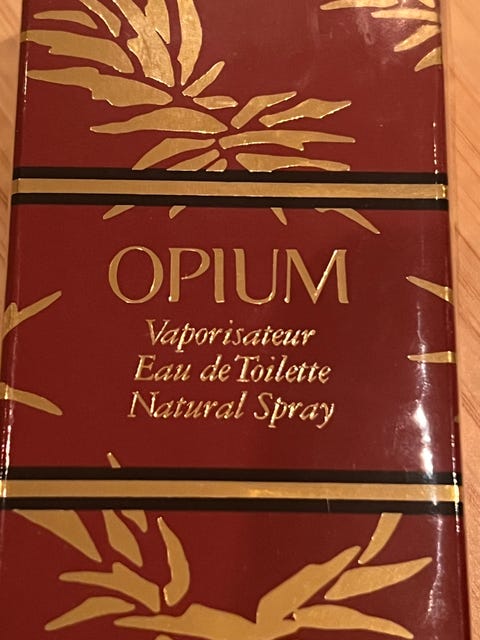 OPIUM
Vaporisateur
Eau de Toilette
Natural Spray